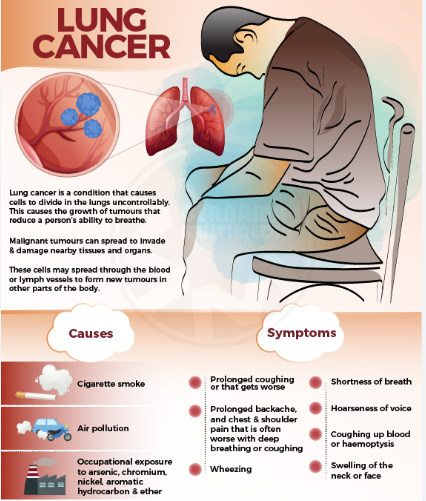 LUNG
CANCER
Lung cancer is a condition that causes
cells to divide in the lungs uncontrollably.
This causes the growth of tumours that
reduce a person's ability to breathe.
Malignant tumours can spread to invade
& damage nearby tissues and organs.
These cells may spread through the blood
or lymph vessels to form new tumours in
other parts of the body.
Causes
Cigarette smoke
Air pollution
Occupational exposure
to arsenic, chromium,
nickel, aromatic
hydrocarbon & ether
Symptoms
Prolonged coughing
or that gets worse
Prolonged backache,
and chest & shoulder
pain that is often
worse with deep
breathing or coughing
Wheezing
Shortness of breath
Hoarseness of voice
Coughing up blood
or haemoptysis
Swelling of the
neck or face